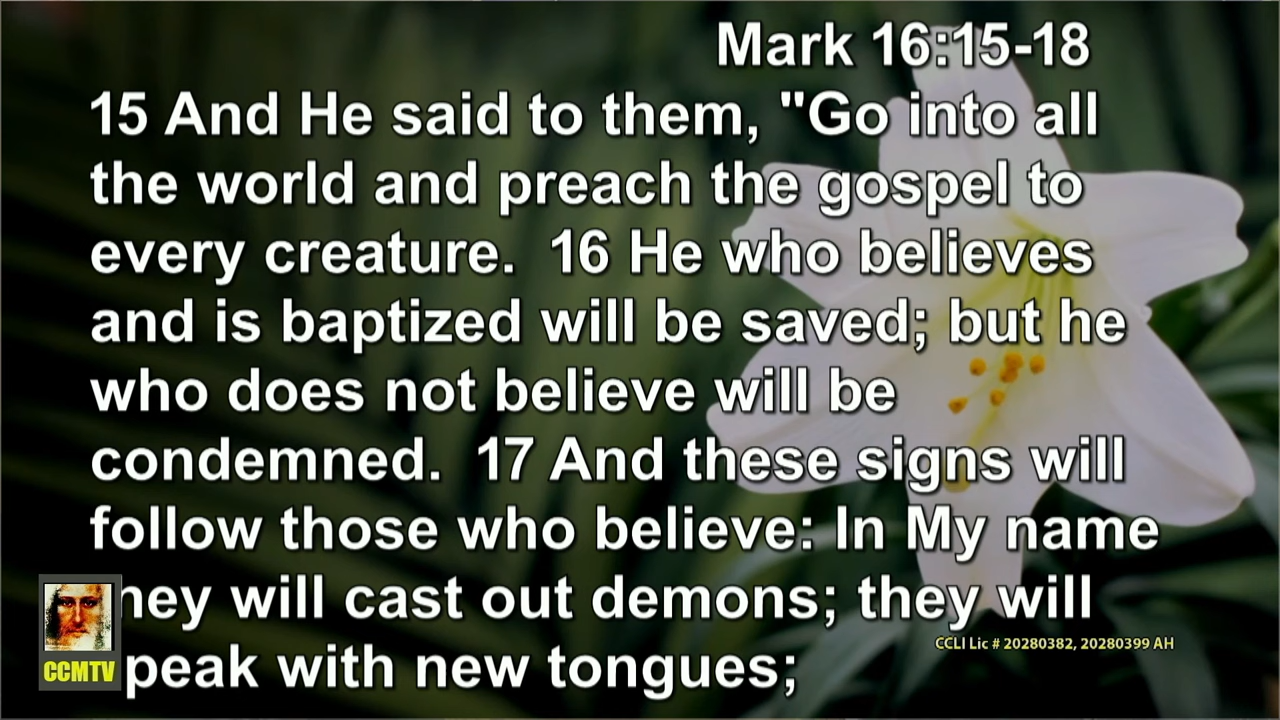 Mark 16:15-18
15 And He said to them, "Go into all
the world and preach the gospel to
every creature.  16 He who believes
and is baptized will be saved; but he
who does not believe will be
condemned.  17 And these signs will
follow those who believe: In My name
hey will cast out demons; they will
CCLI Lic # 20280382, 20280399 AH
peak with new tongues;
CCMTV